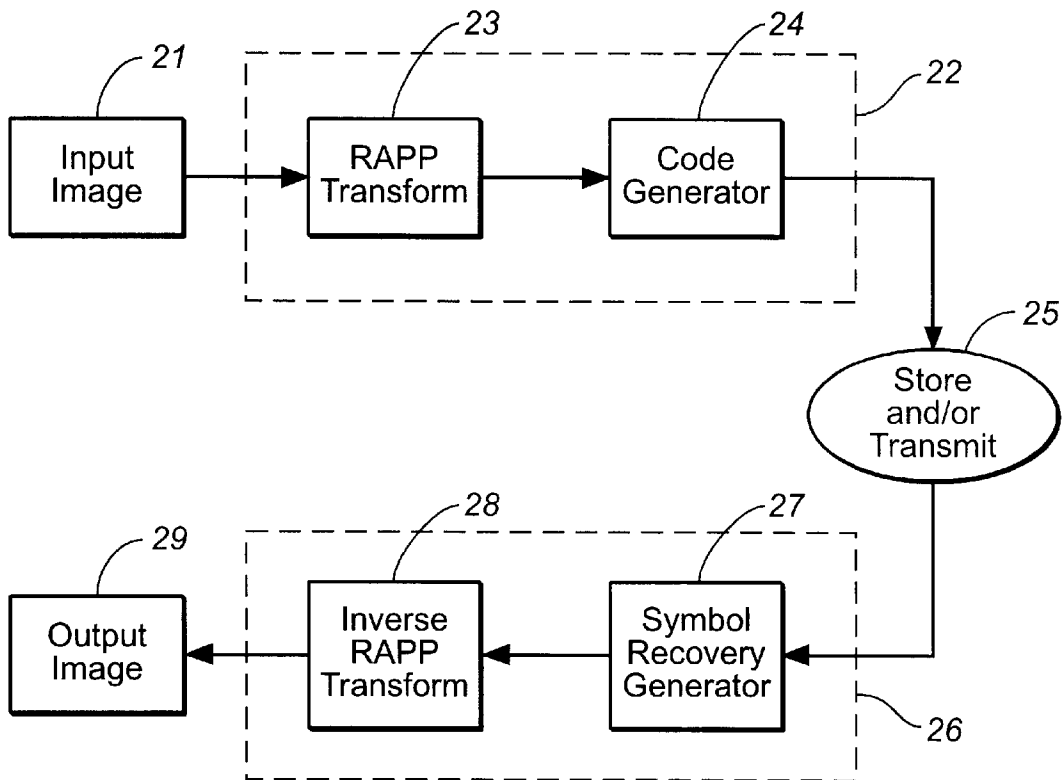 21
23
24
22
Input
Image
RAPP
Transform
Code
Generator
25
Store
and/or
Transmit
29
28
27
Output
Image
Inverse
RAPP
Transform
Symbol
Recovery
Generator
26